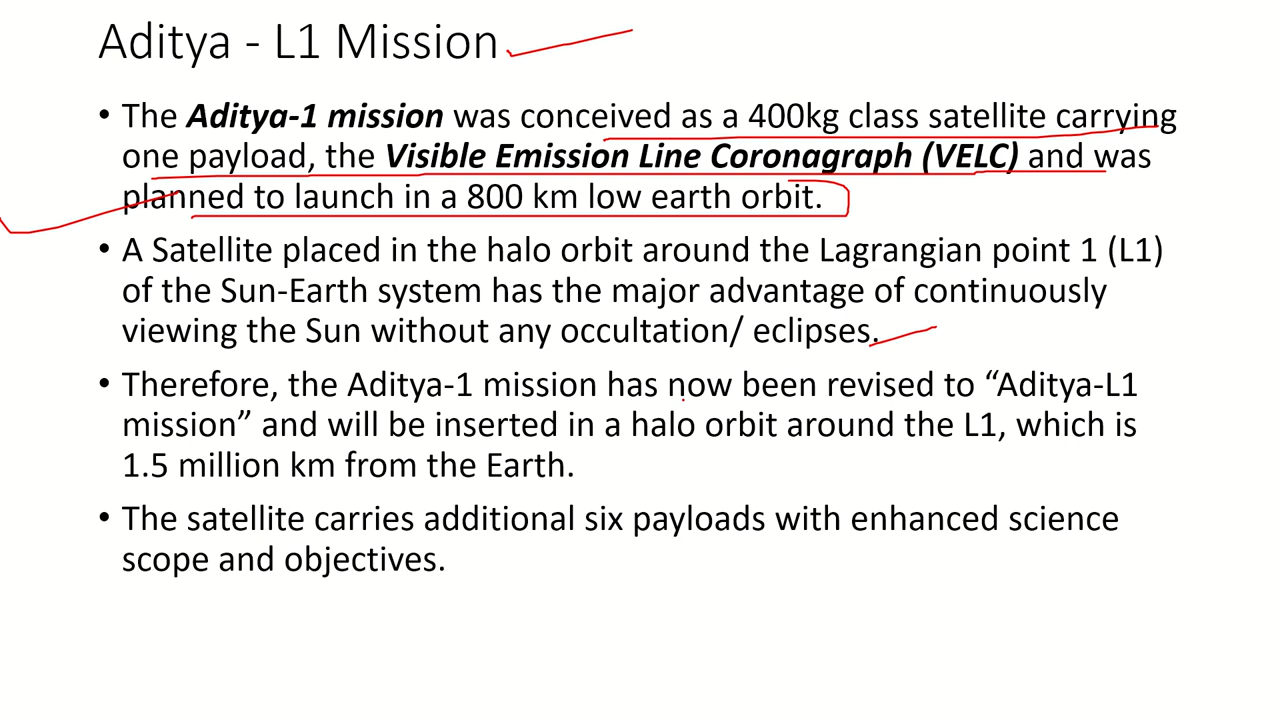 Aditya - L1 Mission
• The Aditya-1 mission was conceived as a 400kg class satellite carrying
one payload, the Visible Emission Line Coronagraph (VELC) and was
planned to launch in a 800 km low earth orbit.
• A Satellite placed in the halo orbit around the Lagrangian point 1 (L1)
of the Sun-Earth system has the major advantage of continuously
viewing the Sun without any occultation/ eclipses.
• Therefore, the Aditya-1 mission has now been revised to “Aditya-L1
mission” and will be inserted in a halo orbit around the L1, which is
1.5 million km from the Earth.
• The satellite carries additional six payloads with enhanced science
scope and objectives.